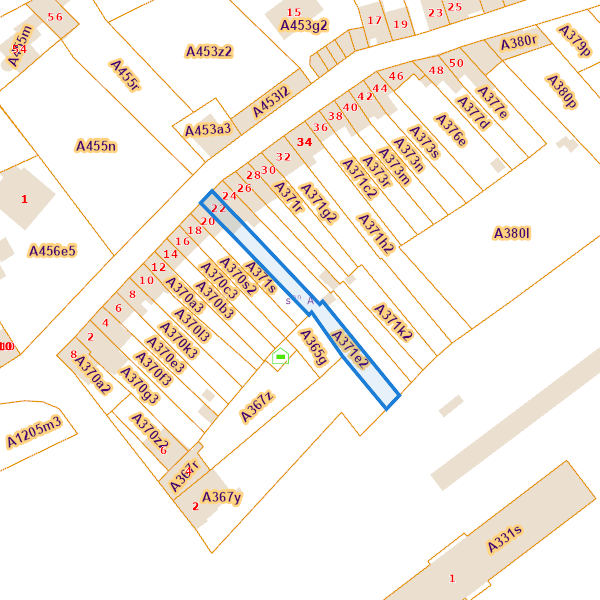 56
15
A453g2
17
19
23
25
A380r
A379p
A453z2
A455r
A453l2
46
48
50
A380p
44
42
40
38
36
34
32
30
28
26
24
22
20
18
16
14
12
10
8
6
4
2
8
A377e
A377d
A376e
A373s
A373n
A373m
A373r
A371c2
A453a3
A455n
1
A456e5
A371g2
A371r
A371h2
A380l
A371s
A370s2
A370c3
A370b3
A370a3
A370l3
A370k3
A370e3
A370f3
A370g3
A370a2
A371k2
A371e2
A365g
A367z
A1205m3
A370z2
6
A367r
A367y
2
A331s
1